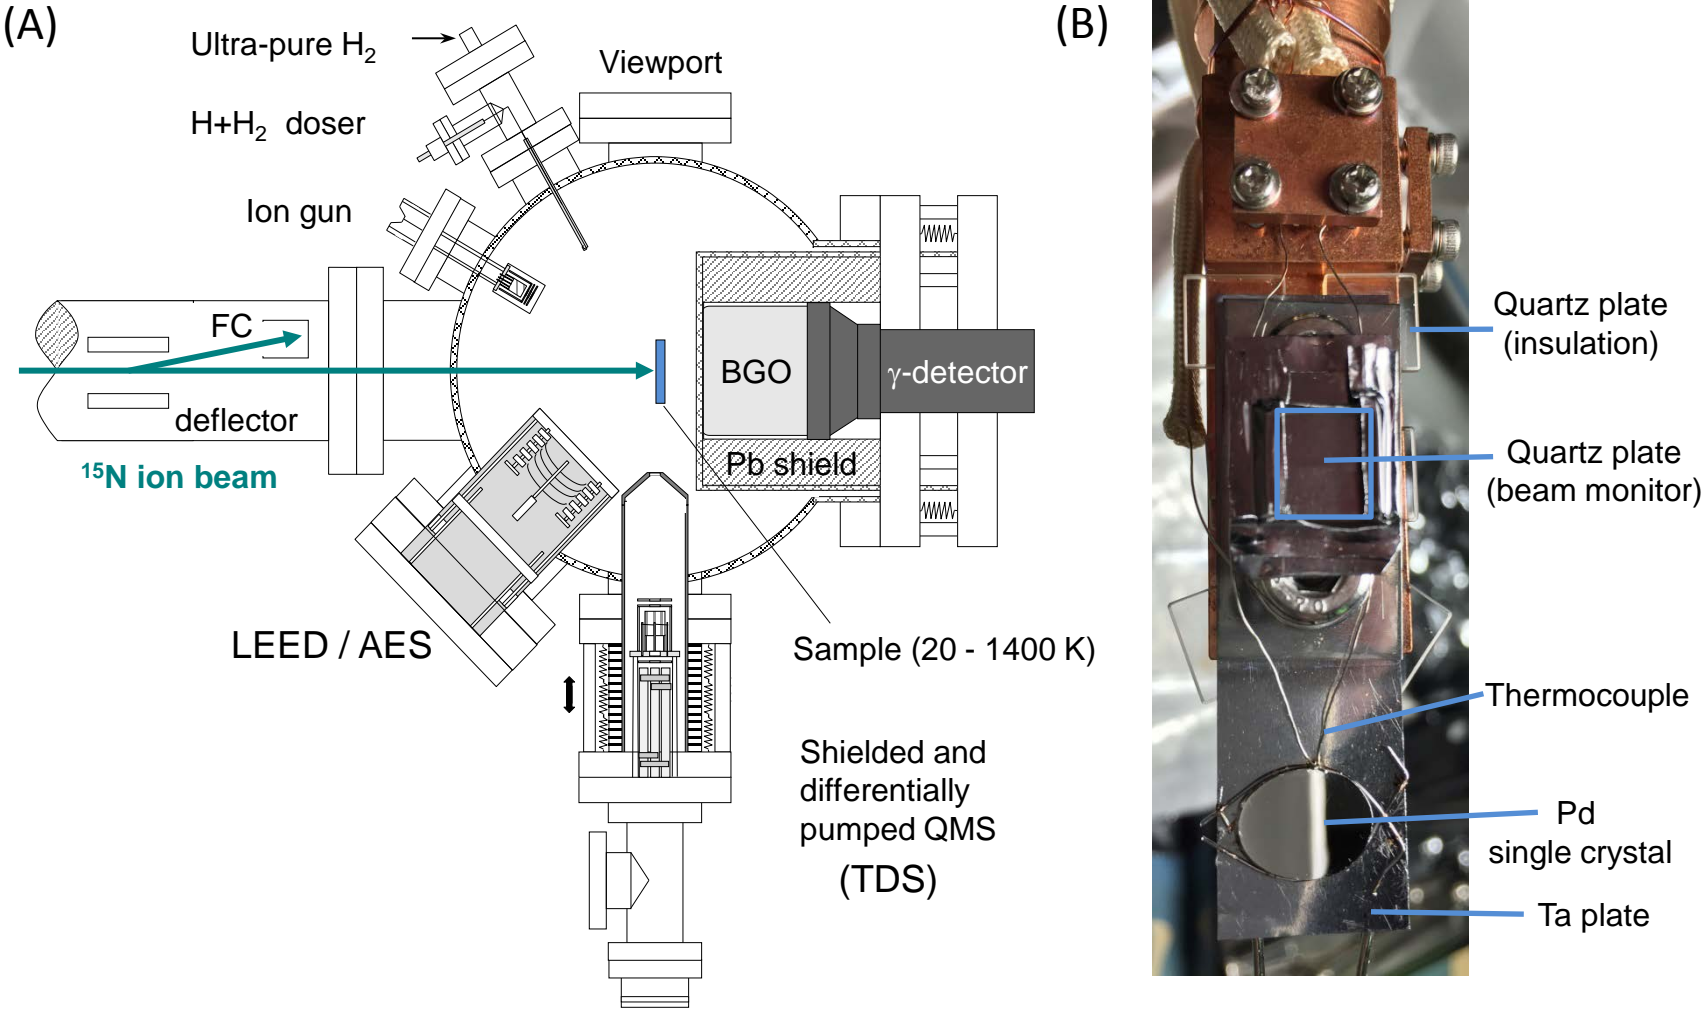 (A)
Ultra-pure H2
Viewport
H+H2 doser
Ion gun
FC
BGO
γ-detector
deflector
15N ion beam
Pb shield
LEED / AES
Sample (20 - 1400 K)
Shielded and
differentially
pumped QMS
(TDS)
(B)
Quartz plate
(insulation)
Quartz plate
(beam monitor)
Thermocouple
Pd
single crystal
Ta plate